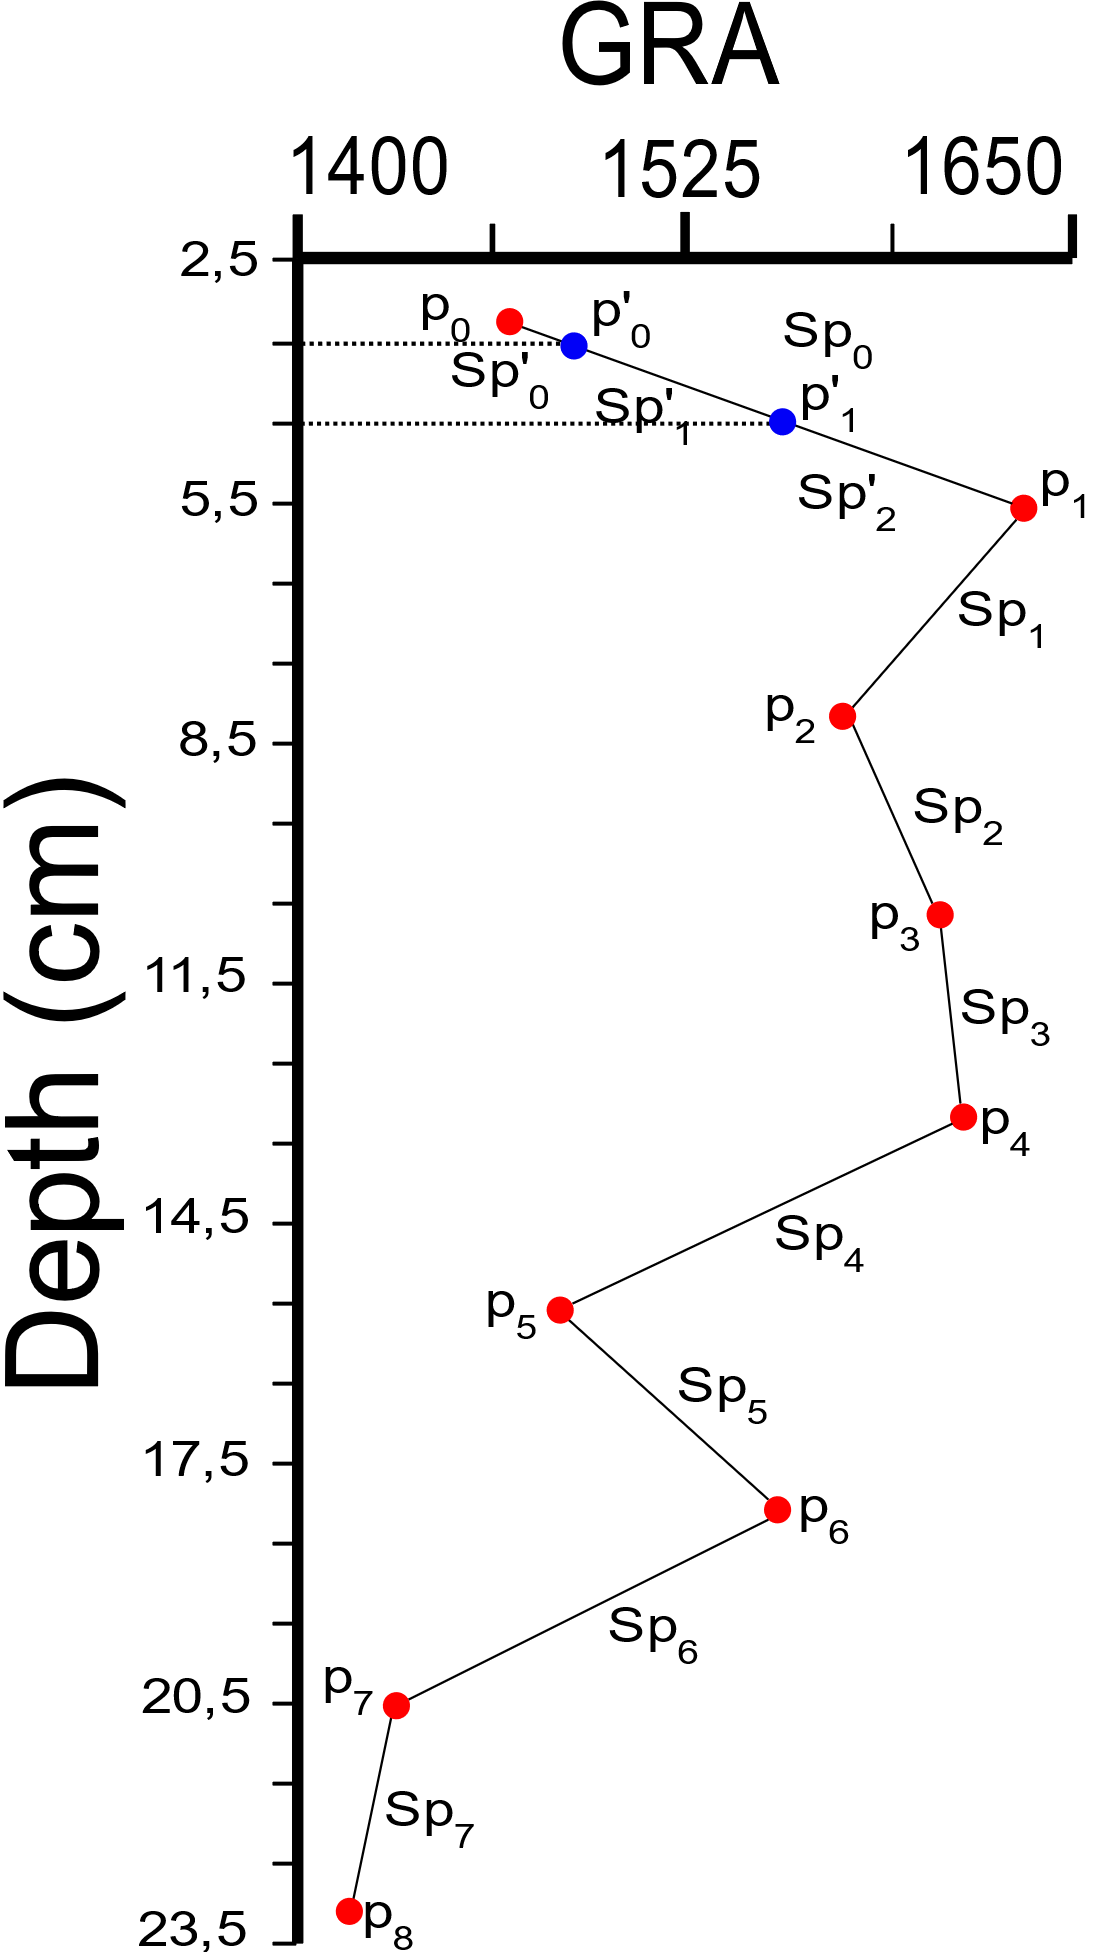 GRA
1400 1525 1650
2,5
p0 p'0 Sp0
Sp'0 Sp'1 p'1
5,5 Sp'2 p1
Sp1
p2
8,5
Sp2
p3
11,5
Sp3
p4
14,5
Sp4
p5
Sp5
17,5
p6
Sp6
p7
20,5
Sp7
p8
23,5
Depth (cm)